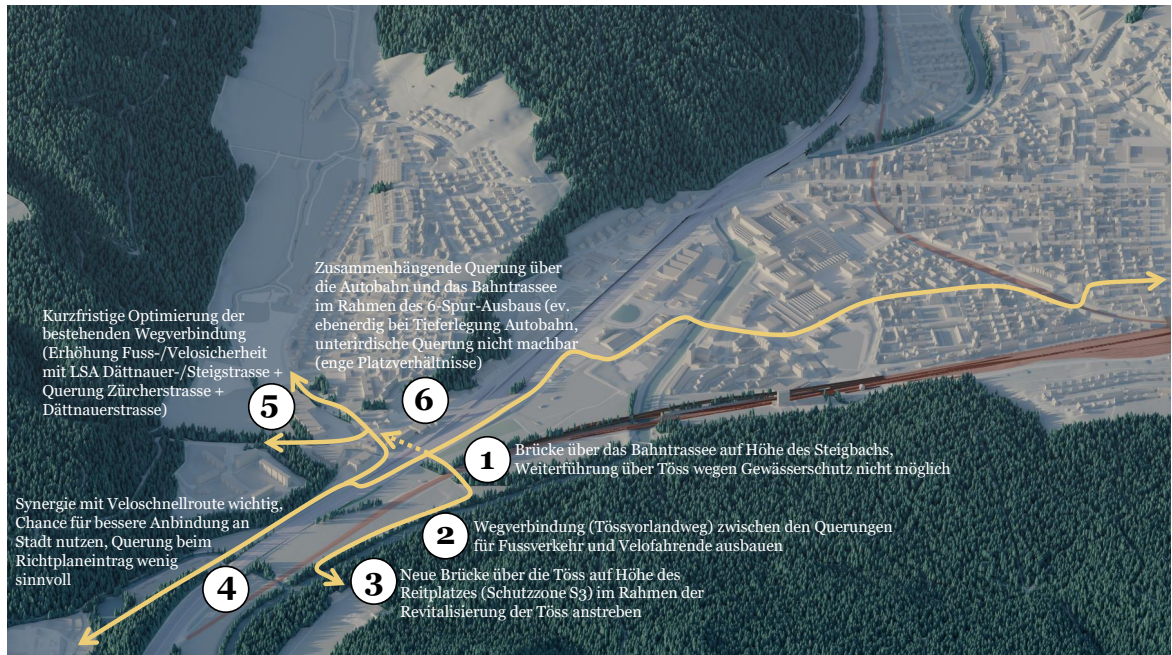 Zusammenhängende Querung über
die Autobahn und das Bahntrassee
im Rahmen des 6-Spur-Ausbaus (ev.
ebenerdig bei Tieferlegung Autobahn,
unterirdische Querung nicht machbar
(enge Platzverhältnisse)
6
Kurzfristige Optimierung der
bestehenden Wegverbindung
(Erhöhung Fuss-/Velosicherheit
mit LSA Dättnauer-/Steigstrasse +
Querung Zürcherstrasse +
Dättnauerstrasse)
5
1
Brücke über das Bahntrassee auf Höhe des Steigbachs,
Weiterführung über Töss wegen Gewässerschutz nicht möglich
Synergie mit Veloschnellroute wichtig,
Chance für bessere Anbindung an
Stadt nutzen, Querung beim
Richtplaneintrag wenig
sinnvoll
4
2
Wegverbindung (Tössvorlandweg) zwischen den Querungen
für Fussverkehr und Velofahrende ausbauen
3
Neue Brücke über die Töss auf Höhe des
Reitplatzes (Schutzzone S3) im Rahmen der
Revitalisierung der Töss anstreben